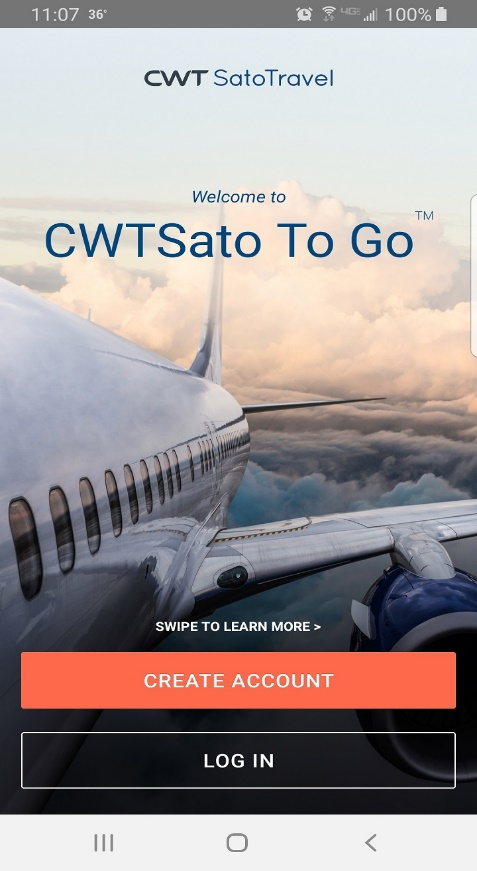 11:07 36° 4GE 100%
CWT SatoTravel
Welcome to
CWTSato To Go™
SWIPE TO LEARN MORE >
CREATE ACCOUNT
LOG IN